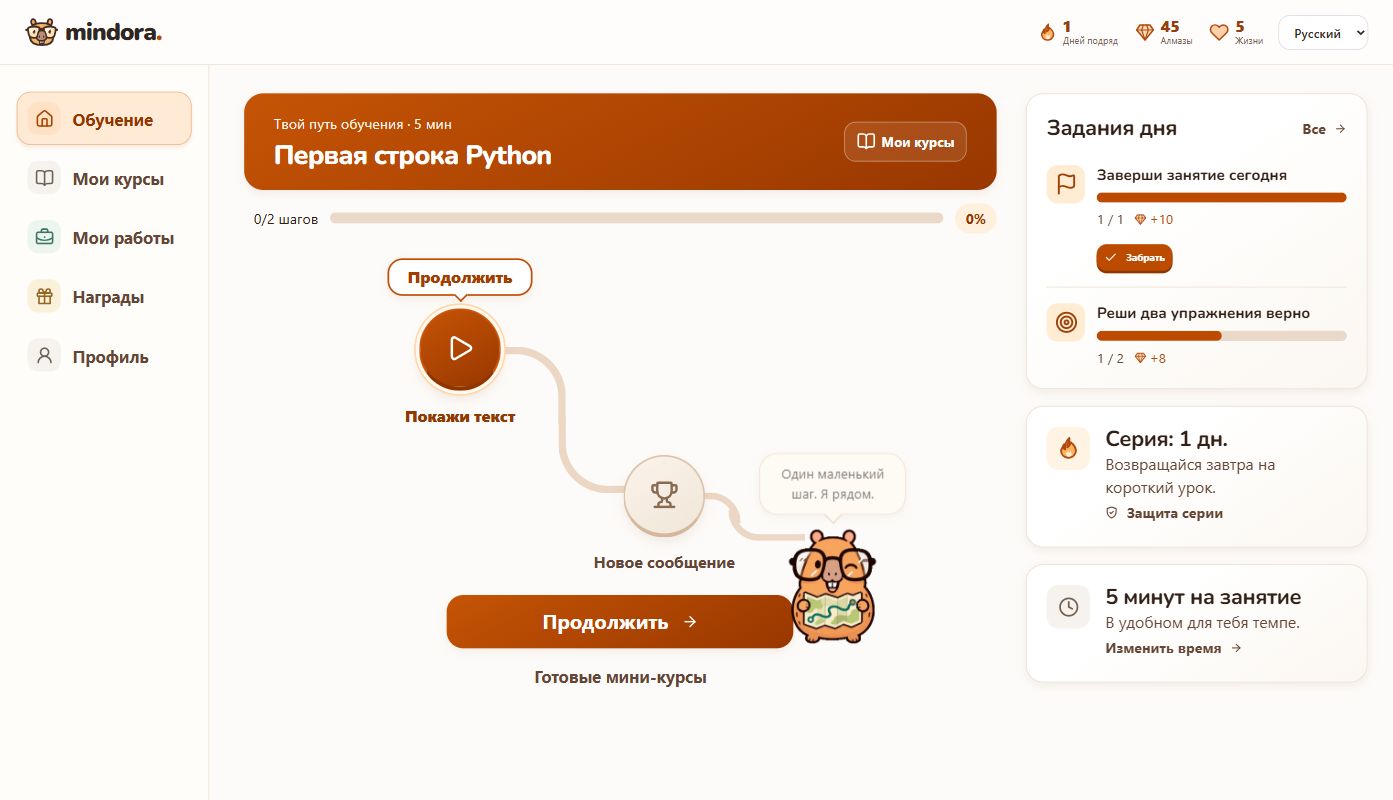 mindora.
1
Дней подряд
45
Алмазы
5
Жизни
Русский
Обучение
Мои курсы
Мои работы
Награды
Профиль
Твой путь обучения · 5 мин
Первая строка Python
Мои курсы
0/2 шагов
0%
Продолжить
Покажи текст
Один маленький
шаг. Я рядом.
Новое сообщение
Продолжить →
Готовые мини-курсы
Задания дня
Все →
Заверши занятие сегодня
1 / 1 +10
Забрать
Реши два упражнения верно
1 / 2 +8
Серия: 1 дн.
Возвращайся завтра на
короткий урок.
Защита серии
5 минут на занятие
В удобном для тебя темпе.
Изменить время →